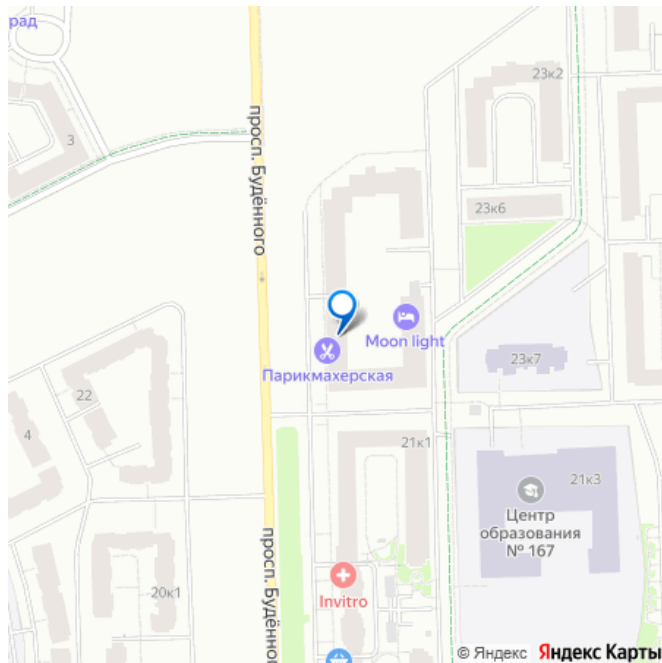 рад
23к2
3
просп. Будённого
23к6
Moon light
Парикмахерская
23к7
22
4
21к1
21к3
Центр
образования
№ 167
просп. Будённого
20к1
Invitro
© Яндекс Яндекс Карты